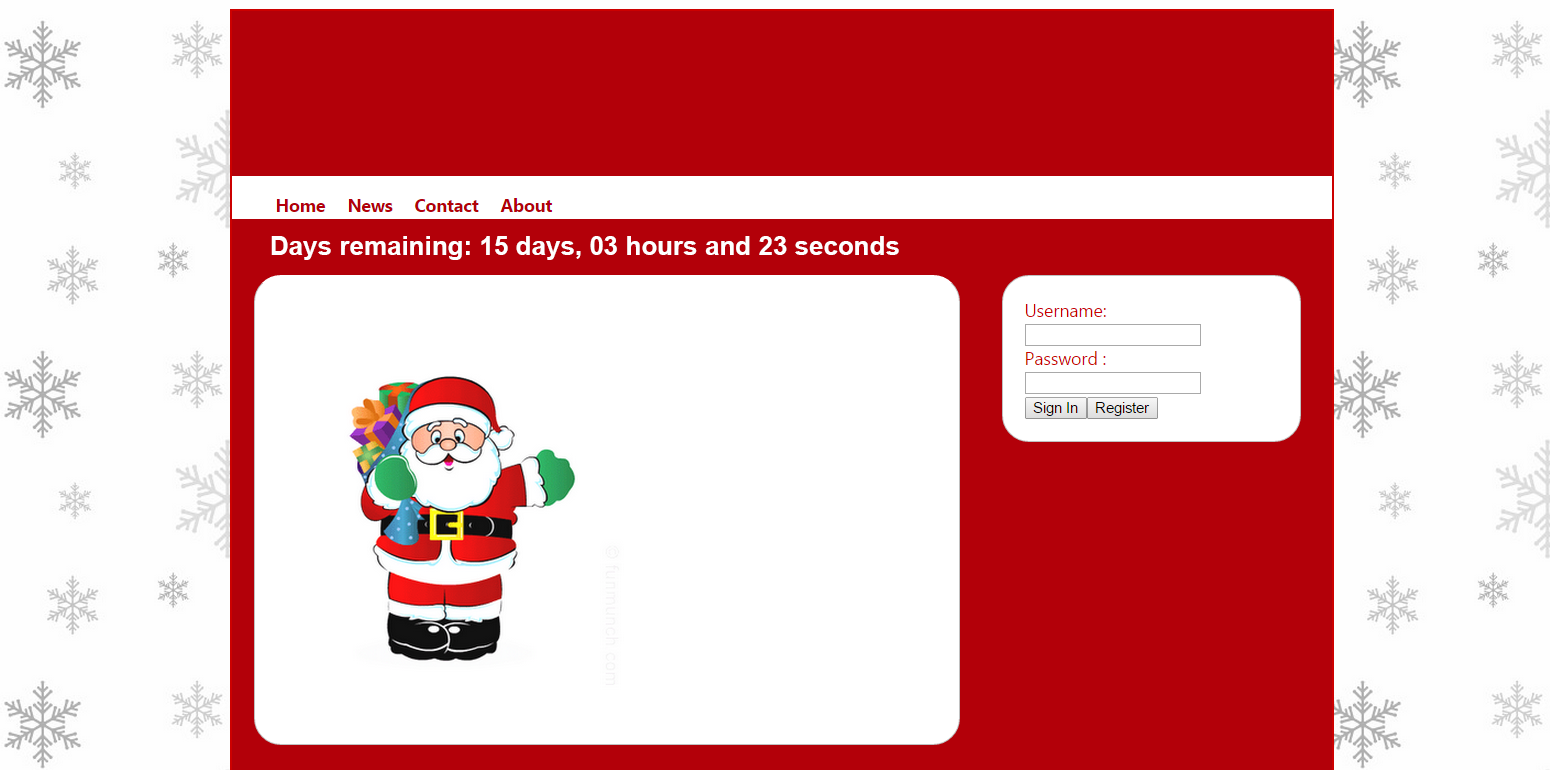 Home News Contact About
Days remaining: 15 days, 03 hours and 23 seconds
Username:
Password :
Sign In Register
© funmunch.com